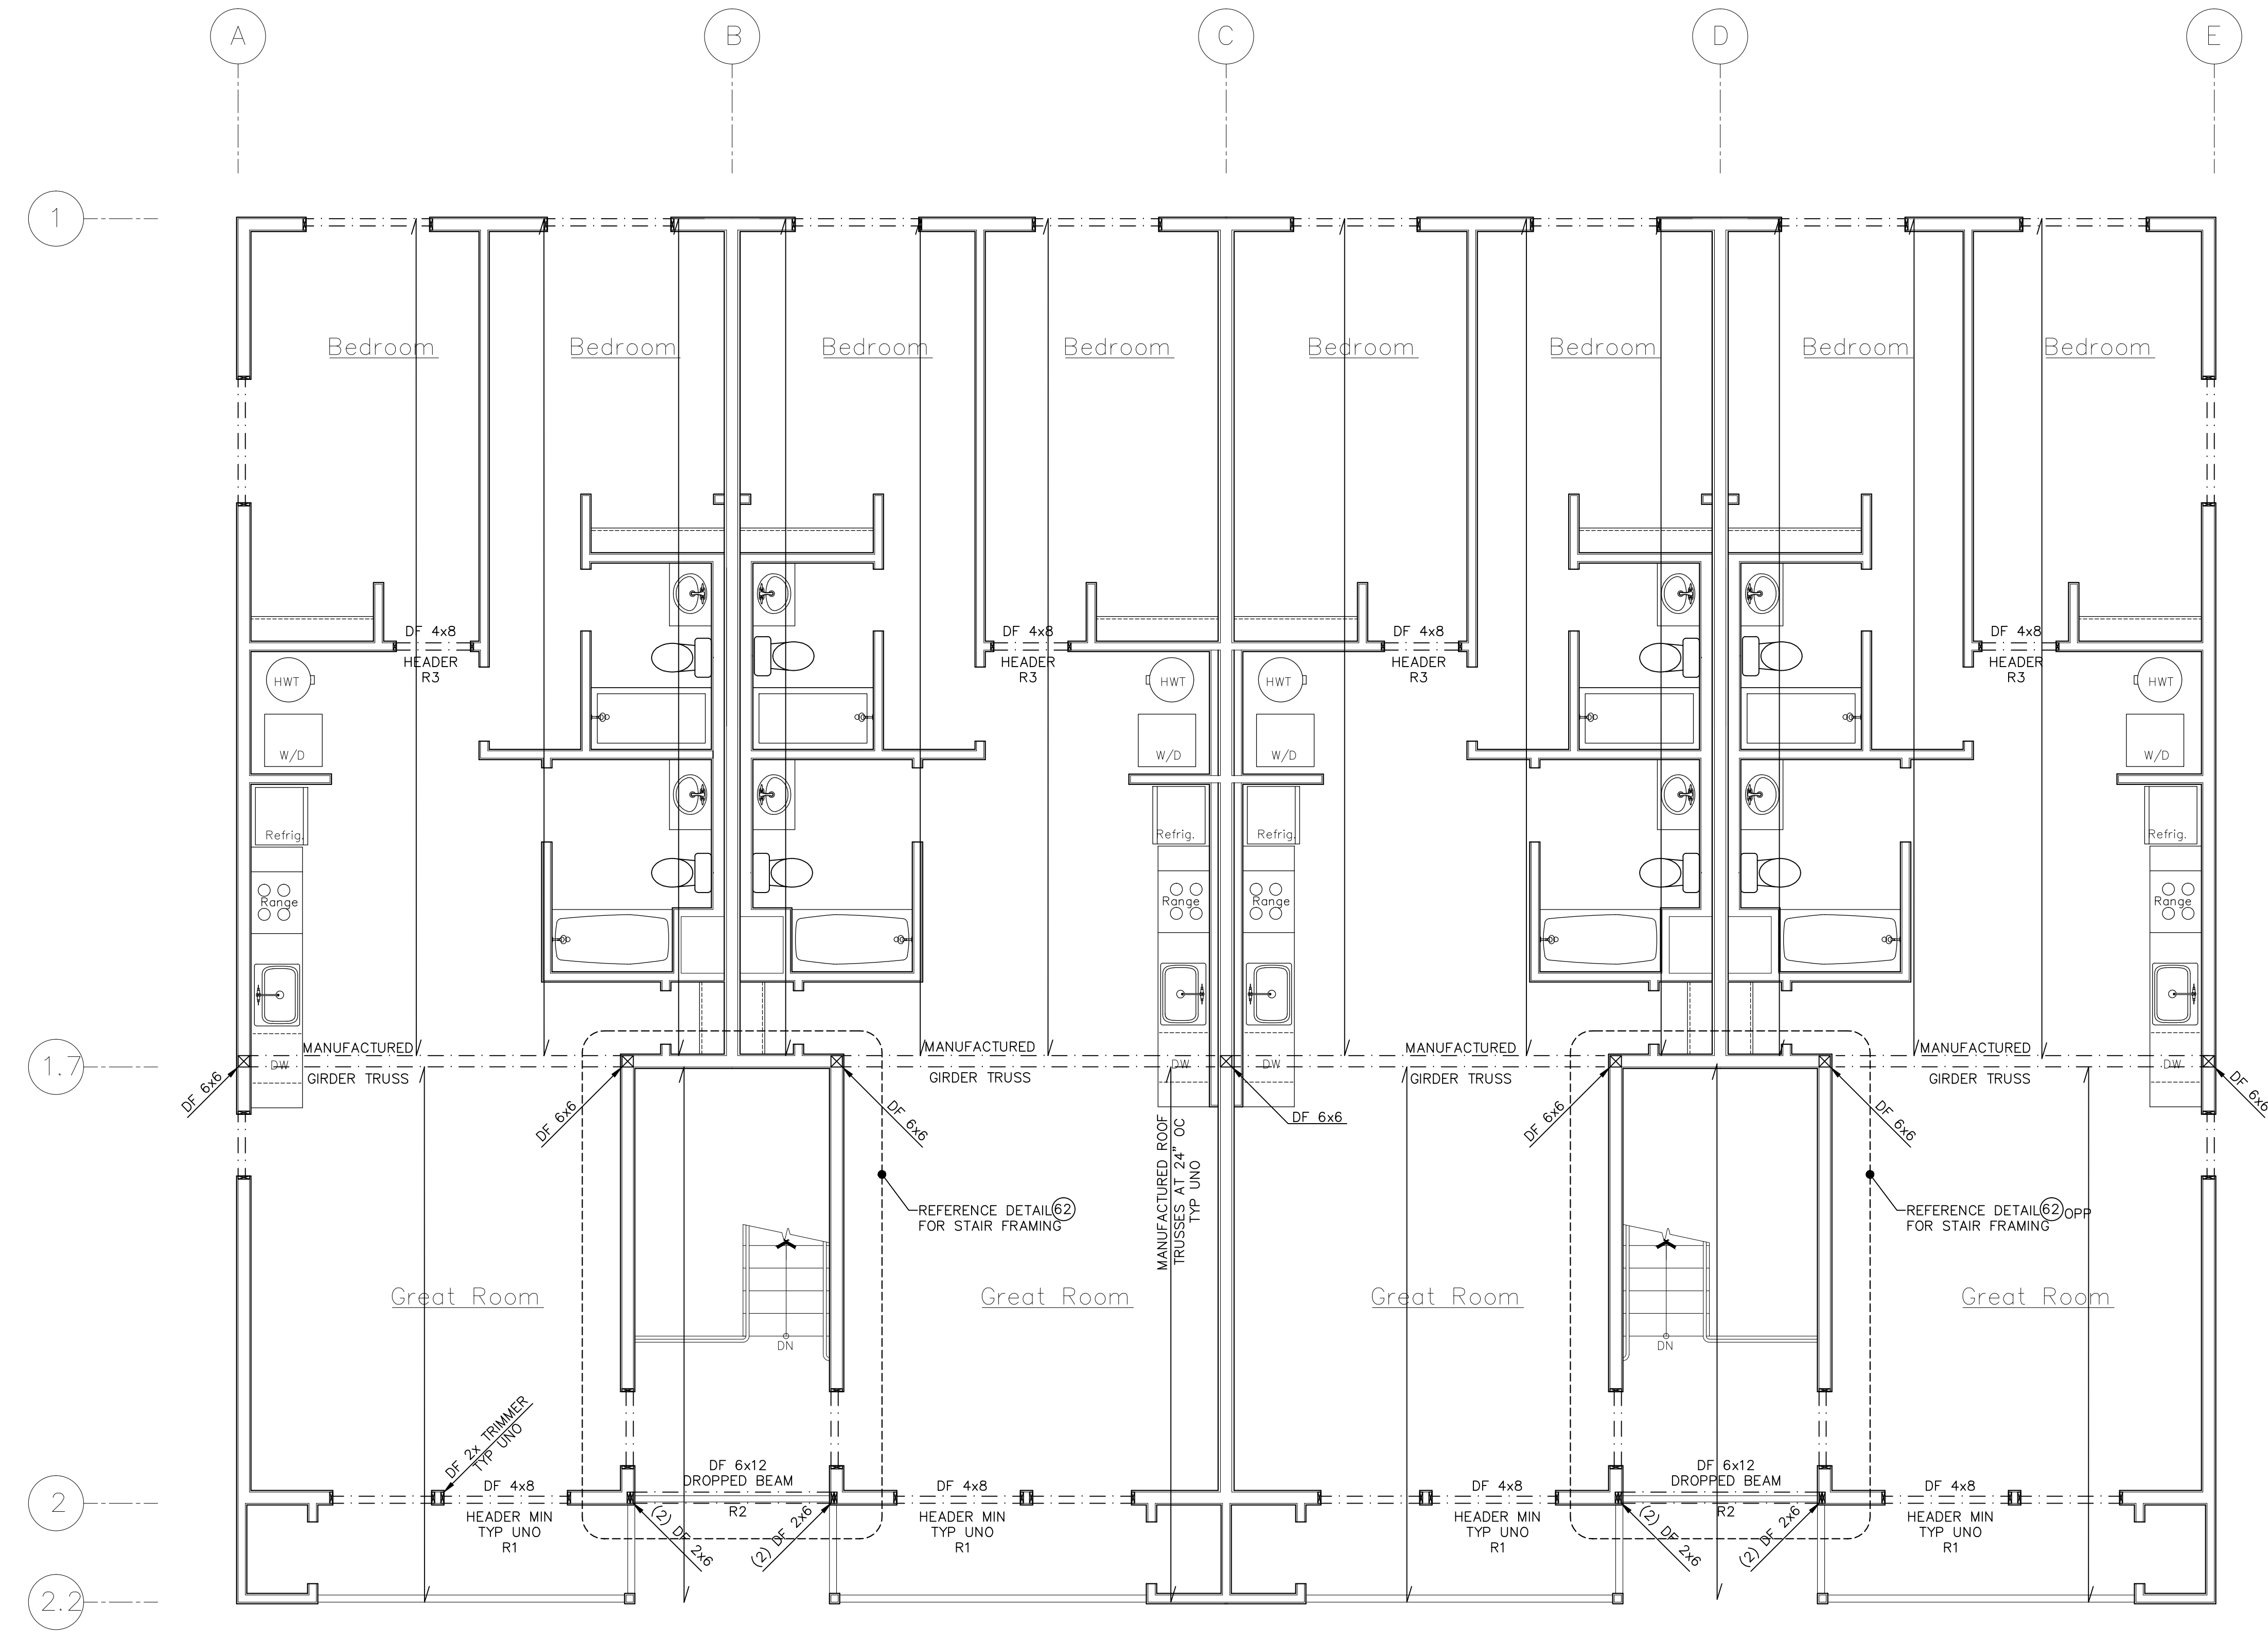 A
B
C
D
E
1
Bedroom
Bedroom
Bedroom
Bedroom
Bedroom
Bedroom
Bedroom
Bedroom
DF 4x8
HEADER
R3
DF 4x8
HEADER
R3
DF 4x8
HEADER
R3
DF 4x8
HEADER
R3
HWT
HWT
HWT
HWT
W/D
W/D
W/D
W/D
Refrig.
Refrig.
Refrig.
Refrig.
Range
Range
Range
Range
1.7
MANUFACTURED
GIRDER TRUSS
MANUFACTURED
GIRDER TRUSS
MANUFACTURED
GIRDER TRUSS
MANUFACTURED
GIRDER TRUSS
DW
DW
DW
DW
DF 6x6
DF 6x6
DF 6x6
DF 6x6
DF 6x6
DF 6x6
DF 6x6
MANUFACTURED ROOF
TRUSSES AT 24" OC
TYP UNO
REFERENCE DETAIL 62
FOR STAIR FRAMING
REFERENCE DETAIL 62 OPP
FOR STAIR FRAMING
Great Room
Great Room
Great Room
Great Room
DN
DN
DF 2x TRIMMER
TYP UNO
2
DF 4x8
HEADER MIN
TYP UNO
R1
DF 6x12
DROPPED BEAM
R2
(2) DF 2x6
(2) DF 2x6
DF 4x8
HEADER MIN
TYP UNO
R1
DF 4x8
HEADER MIN
TYP UNO
R1
DF 6x12
DROPPED BEAM
R2
(2) DF 2x6
(2) DF 2x6
DF 4x8
HEADER MIN
TYP UNO
R1
2.2